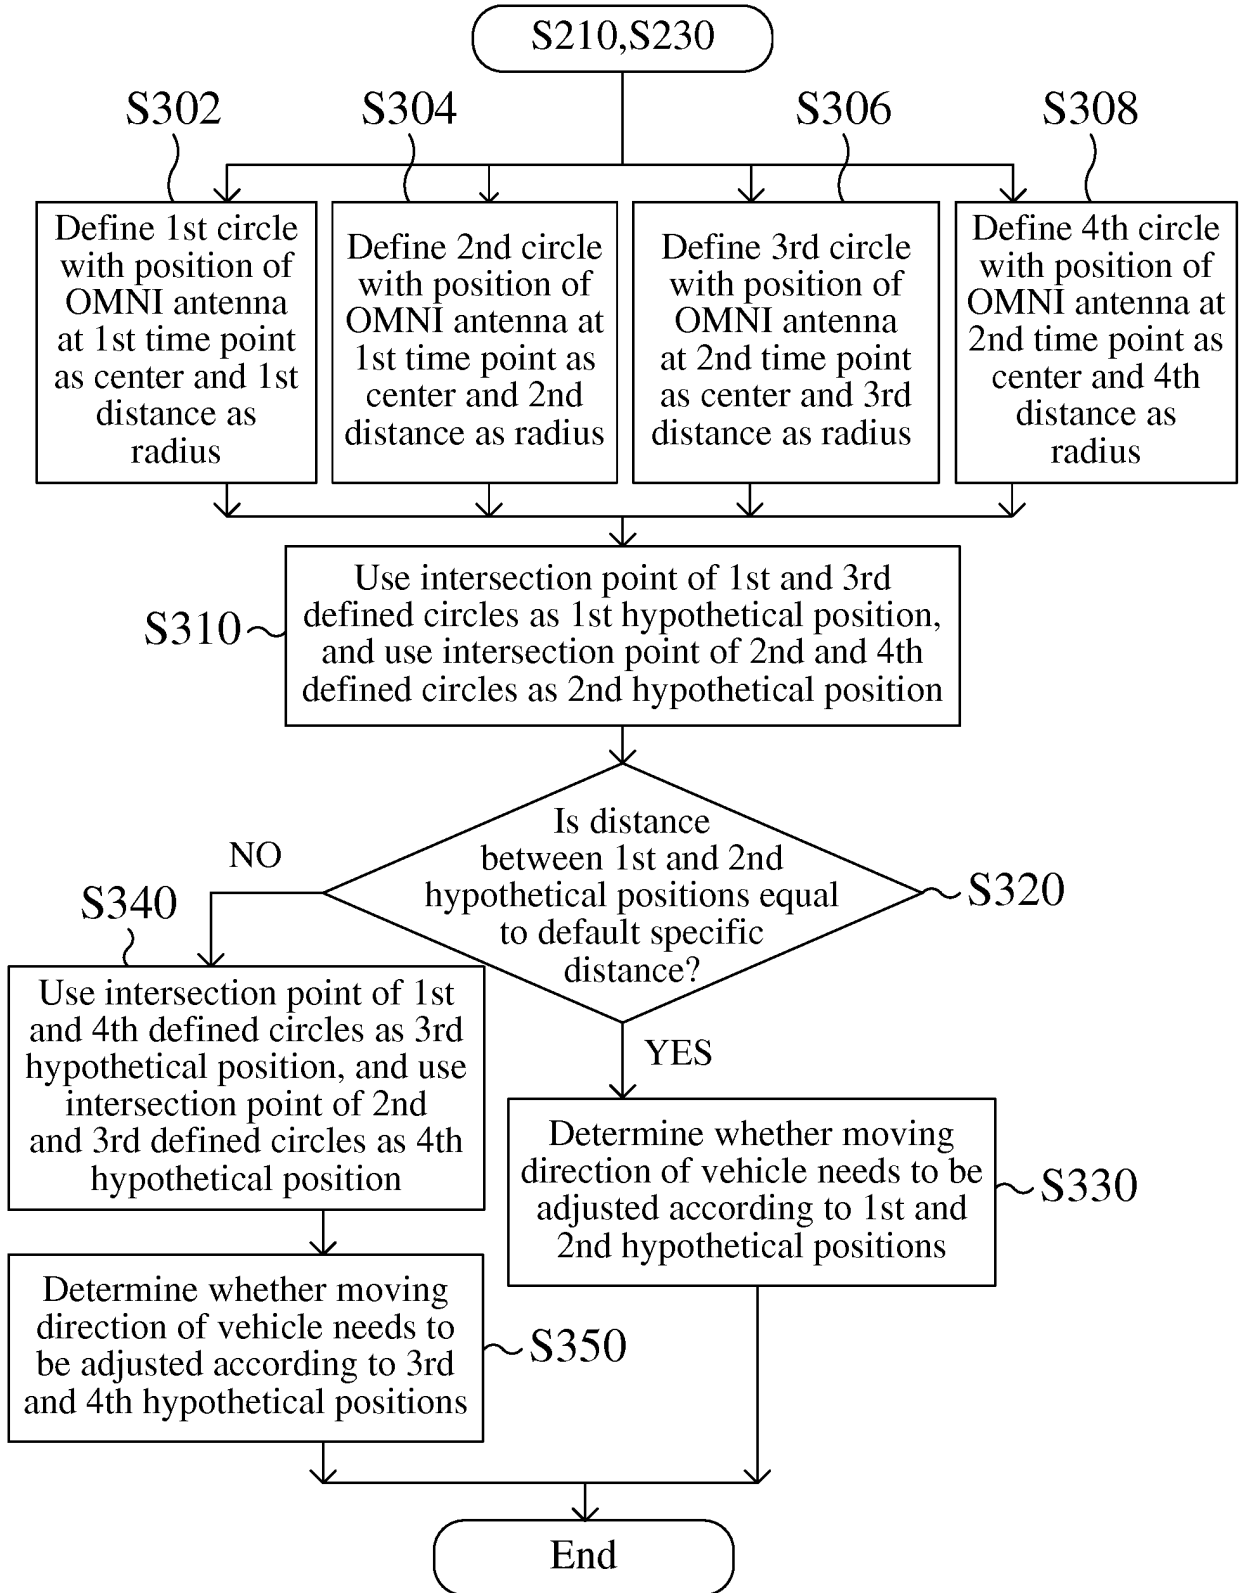 S210,S230
S302
S304
S306
S308
Define 1st circle
with position of
OMNI antenna
at 1st time point
as center and 1st
distance as
radius
Define 2nd circle
with position of
OMNI antenna at
1st time point as
center and 2nd
distance as radius
Define 3rd circle
with position of
OMNI antenna
at 2nd time point
as center and 3rd
distance as radius
Define 4th circle
with position of
OMNI antenna at
2nd time point as
center and 4th
distance as
radius
S310
Use intersection point of 1st and 3rd
defined circles as 1st hypothetical position,
and use intersection point of 2nd and 4th
defined circles as 2nd hypothetical position
Is distance
between 1st and 2nd
hypothetical positions equal
to default specific
distance?
S320
NO
S340
Use intersection point of 1st
and 4th defined circles as 3rd
hypothetical position, and use
intersection point of 2nd
and 3rd defined circles as 4th
hypothetical position
YES
Determine whether moving
direction of vehicle needs to be
adjusted according to 1st and
2nd hypothetical positions
S330
Determine whether moving
direction of vehicle needs to
be adjusted according to 3rd
and 4th hypothetical positions
S350
End